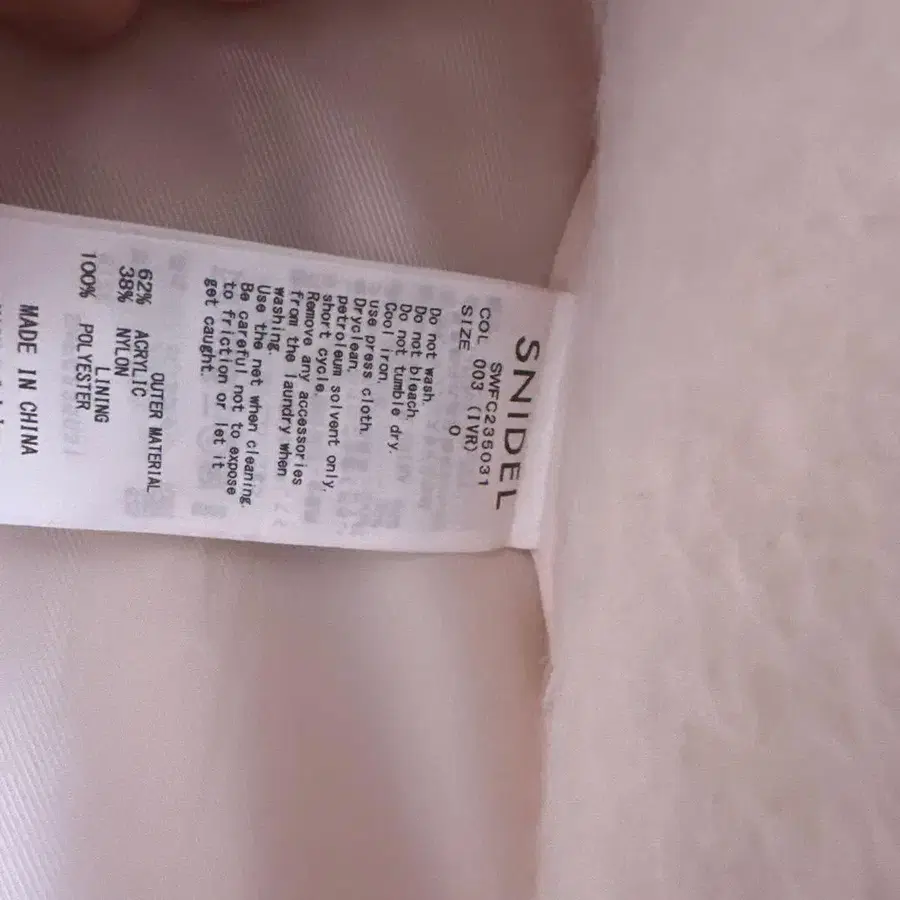 SNIDEL
SWFC235031
COL 003 (IVR)
SIZE 0
Do not wash.
Do not bleach.
Do not tumble dry.
Cool iron.
use press cloth.
Dryclean,
petroleum solvent only,
short cycle.
Remove any accessories
from the laundry when
washing.
Use the net when cleaning.
Be careful not to expose
to friction or let it
get caught.
OUTER MATERIAL
62% ACRYLIC
38% NYLON
LINING
100% POLYESTER
MADE IN CHINA